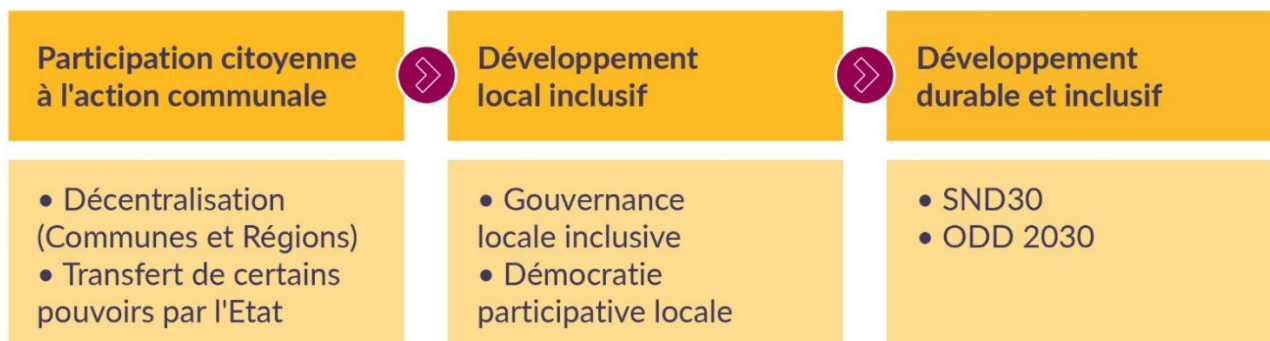 Participation citoyenne
à l'action communale
• Décentralisation
(Communes et Régions)
• Transfert de certains
pouvoirs par l'Etat
Développement
local inclusif
• Gouvernance
locale inclusive
• Démocratie
participative locale
Développement
durable et inclusif
• SND30
• ODD 2030